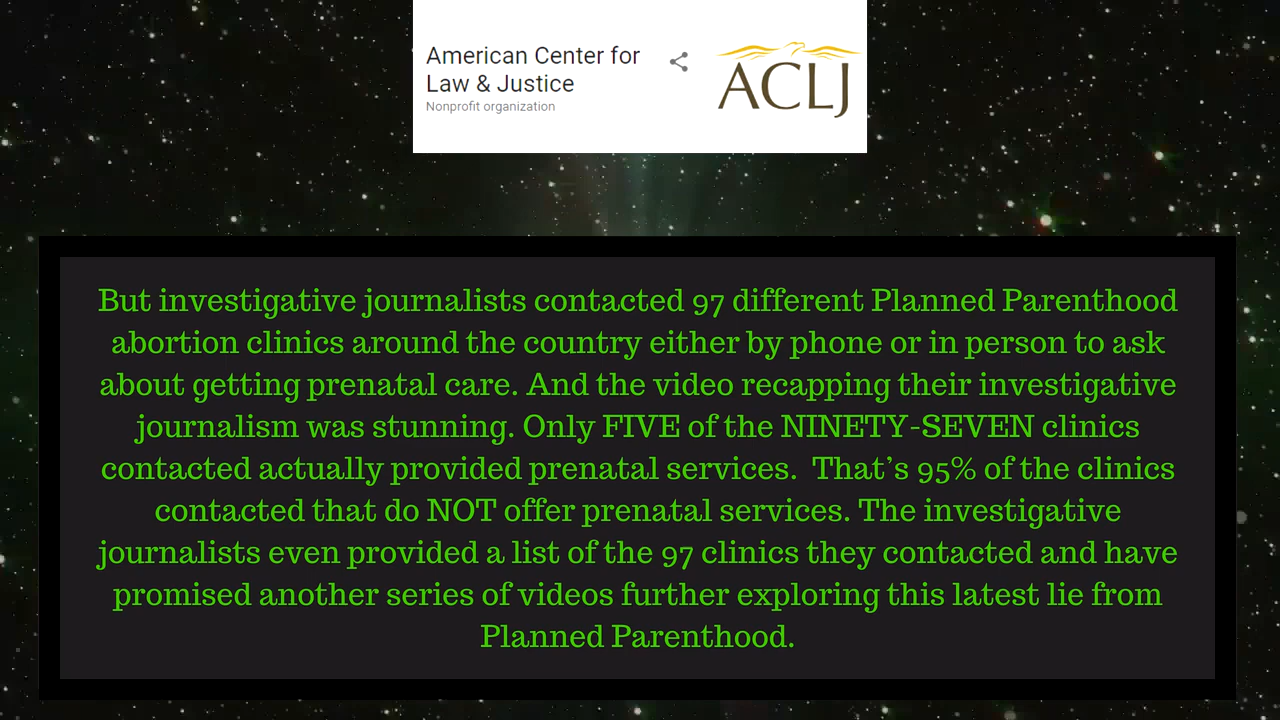 American Center for
Law & Justice
Nonprofit organization
ACLJ
But investigative journalists contacted 97 different Planned Parenthood
abortion clinics around the country either by phone or in person to ask
about getting prenatal care. And the video recapping their investigative
journalism was stunning. Only FIVE of the NINETY-SEVEN clinics
contacted actually provided prenatal services.  That’s 95% of the clinics
contacted that do NOT offer prenatal services. The investigative
journalists even provided a list of the 97 clinics they contacted and have
promised another series of videos further exploring this latest lie from
Planned Parenthood.